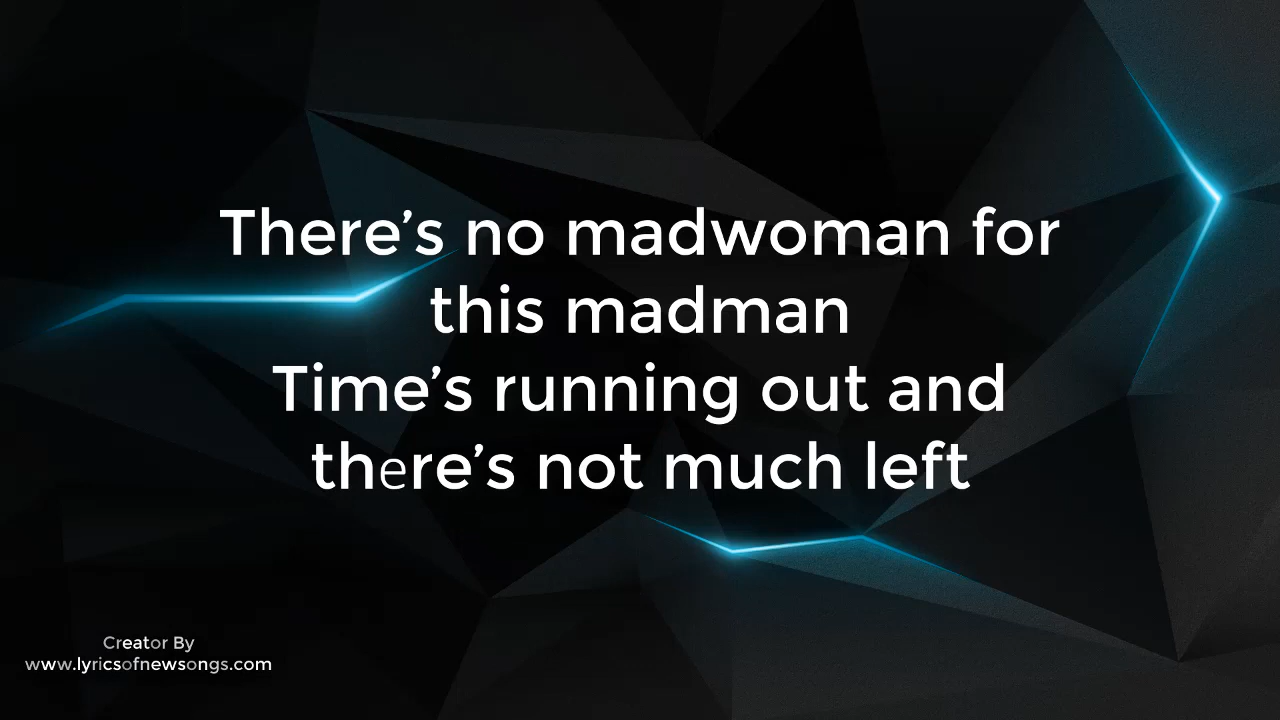 There’s no madwoman for
this madman
Time’s running out and
there’s not much left
Creator By
www.lyricsofnewsongs.com